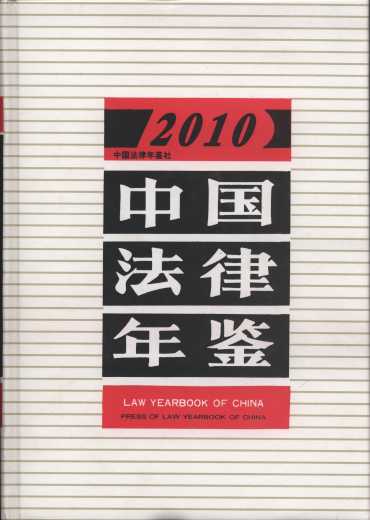 2010
中国法律年鉴社
中国
法律
年鉴
LAW YEARBOOK OF CHINA
PRESS OF LAW YEARBOOK OF CHINA